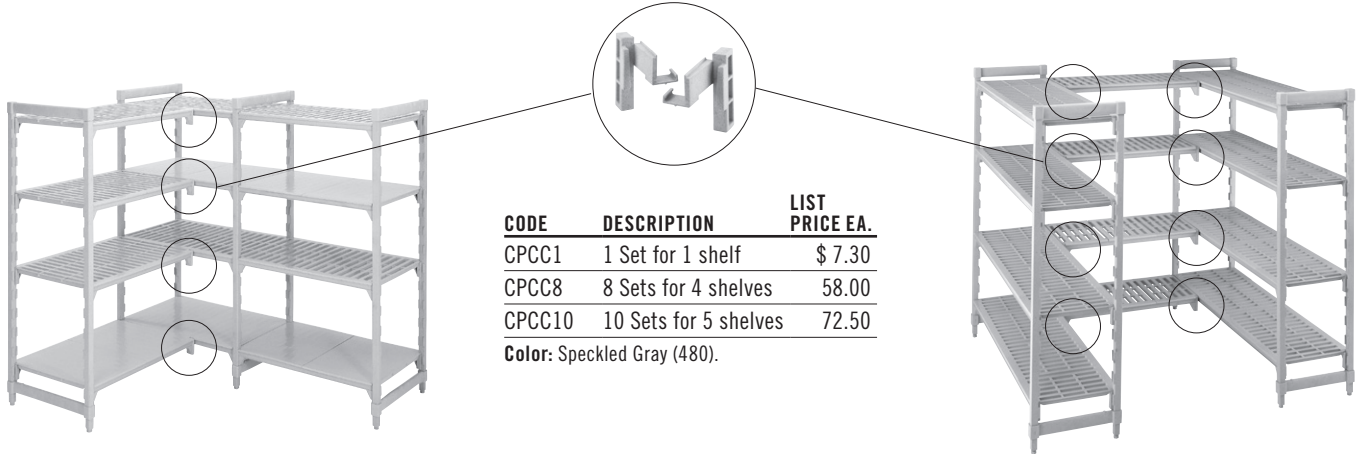 CODE DESCRIPTION LIST PRICE EA.
CPCC1 1 Set for 1 shelf $ 7.30
CPCC8 8 Sets for 4 shelves 58.00
CPCC10 10 Sets for 5 shelves 72.50
Color: Speckled Gray (480).